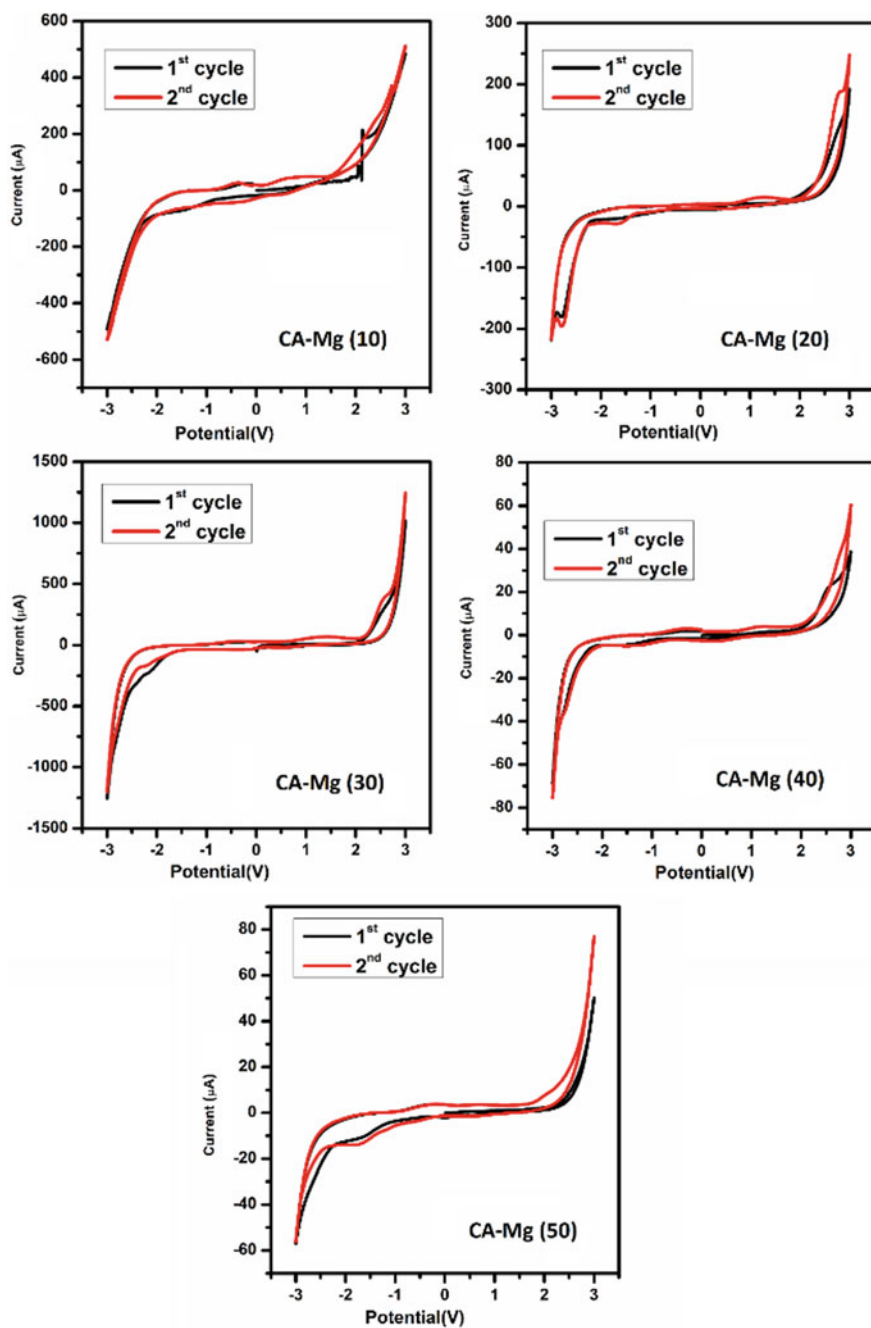 600
400
200
0
-200
-400
-600
Current (μA)
1st cycle
2nd cycle
CA-Mg (10)
-3 -2 -1 0 1 2 3
Potential(V)
300
200
100
0
-100
-200
-300
Current (μA)
1st cycle
2nd cycle
CA-Mg (20)
-3 -2 -1 0 1 2 3
Potential(V)
1500
1000
500
0
-500
-1000
-1500
Current (μA)
1st cycle
2nd cycle
CA-Mg (30)
-3 -2 -1 0 1 2 3
Potential(V)
80
60
40
20
0
-20
-40
-60
-80
Current (μA)
1st cycle
2nd cycle
CA-Mg (40)
-3 -2 -1 0 1 2 3
Potential(V)
80
60
40
20
0
-20
-40
-60
Current (μA)
1st cycle
2nd cycle
CA-Mg (50)
-3 -2 -1 0 1 2 3
Potential(V)